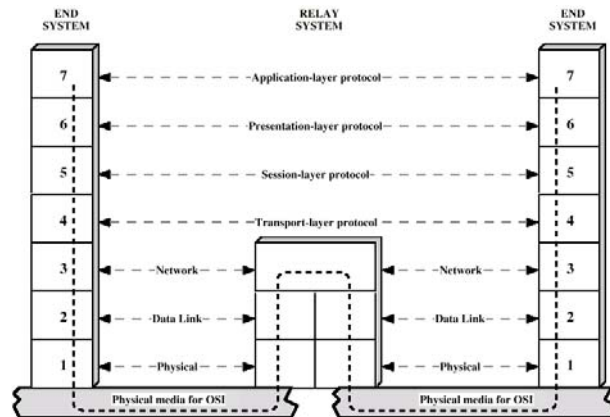 END RELAY END
SYSTEM SYSTEM SYSTEM
7 Application-layer protocol 7
6 Presentation-layer protocol 6
5 Session-layer protocol 5
4 Transport-layer protocol 4
3 Network Network 3
2 Data Link Data Link 2
1 Physical Physical 1
Physical media for OSI Physical media for OSI